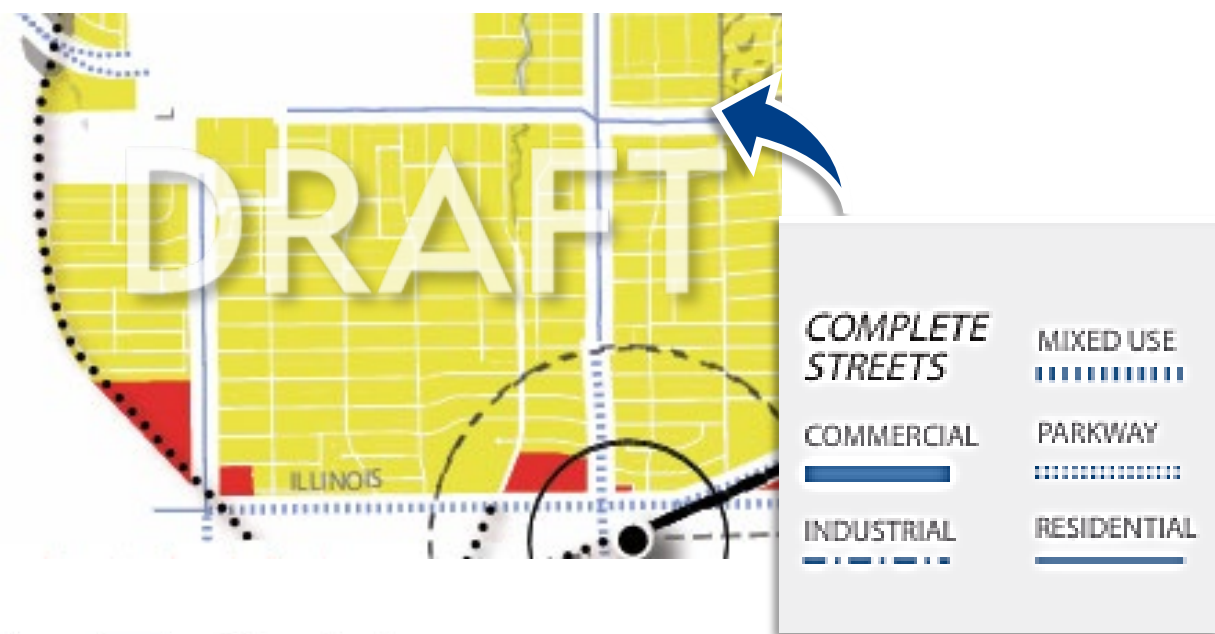 DRAFT
ILLINOIS
COMPLETE
STREETS
COMMERCIAL
INDUSTRIAL
MIXED USE
PARKWAY
RESIDENTIAL